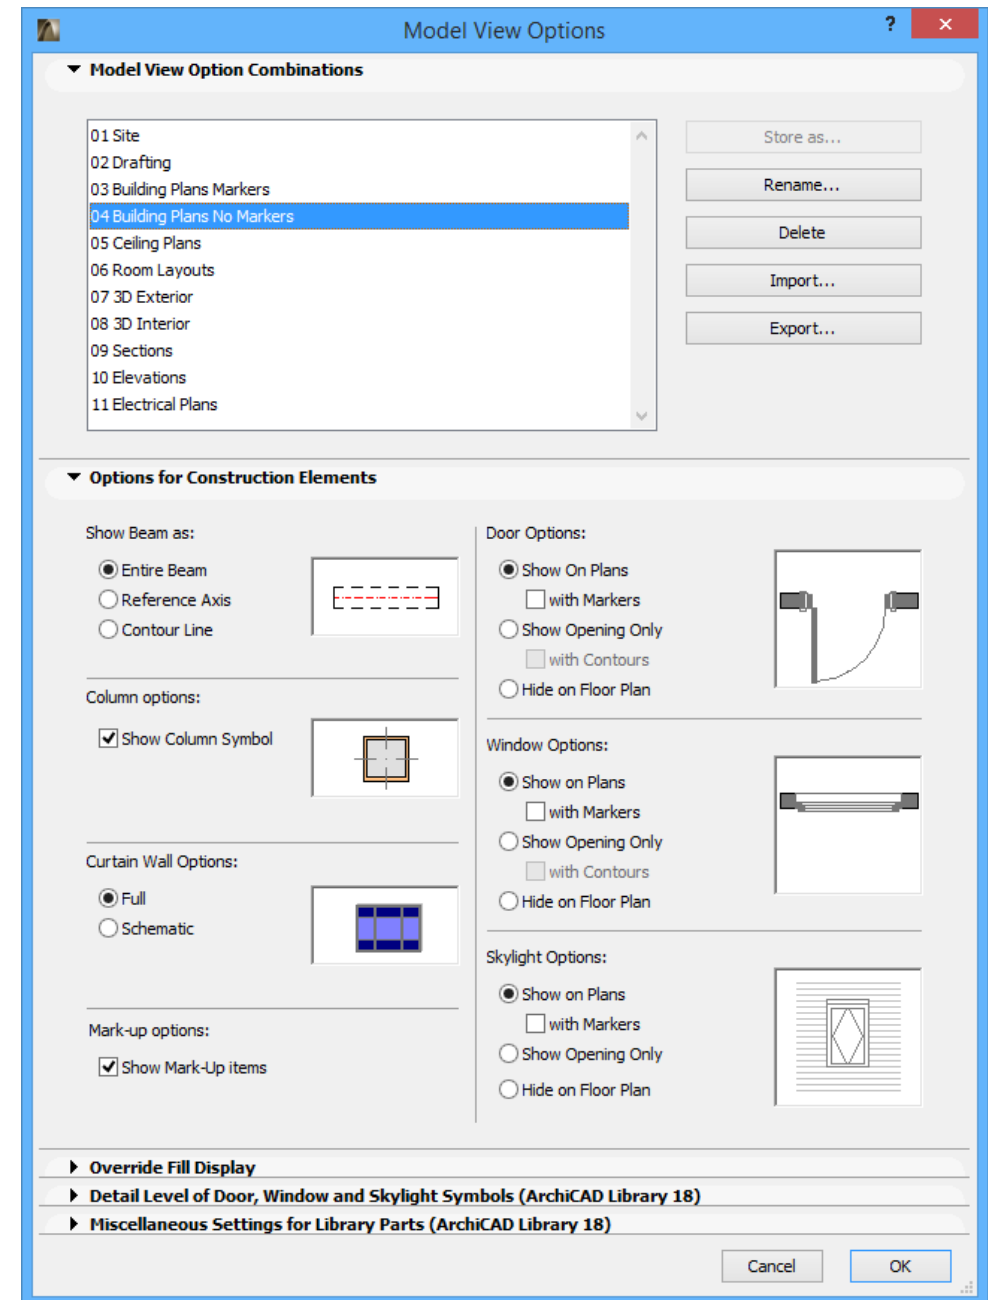 Model View Options
?
Model View Option Combinations
01 Site
02 Drafting
03 Building Plans Markers
04 Building Plans No Markers
05 Ceiling Plans
06 Room Layouts
07 3D Exterior
08 3D Interior
09 Sections
10 Elevations
11 Electrical Plans
Store as...
Rename...
Delete
Import...
Export...
Options for Construction Elements
Show Beam as:
Entire Beam
Reference Axis
Contour Line
Column options:
Show Column Symbol
Curtain Wall Options:
Full
Schematic
Mark-up options:
Show Mark-Up items
Door Options:
Show On Plans
with Markers
Show Opening Only
with Contours
Hide on Floor Plan
Window Options:
Show on Plans
with Markers
Show Opening Only
with Contours
Hide on Floor Plan
Skylight Options:
Show on Plans
with Markers
Show Opening Only
Hide on Floor Plan
Override Fill Display
Detail Level of Door, Window and Skylight Symbols (ArchiCAD Library 18)
Miscellaneous Settings for Library Parts (ArchiCAD Library 18)
Cancel
OK